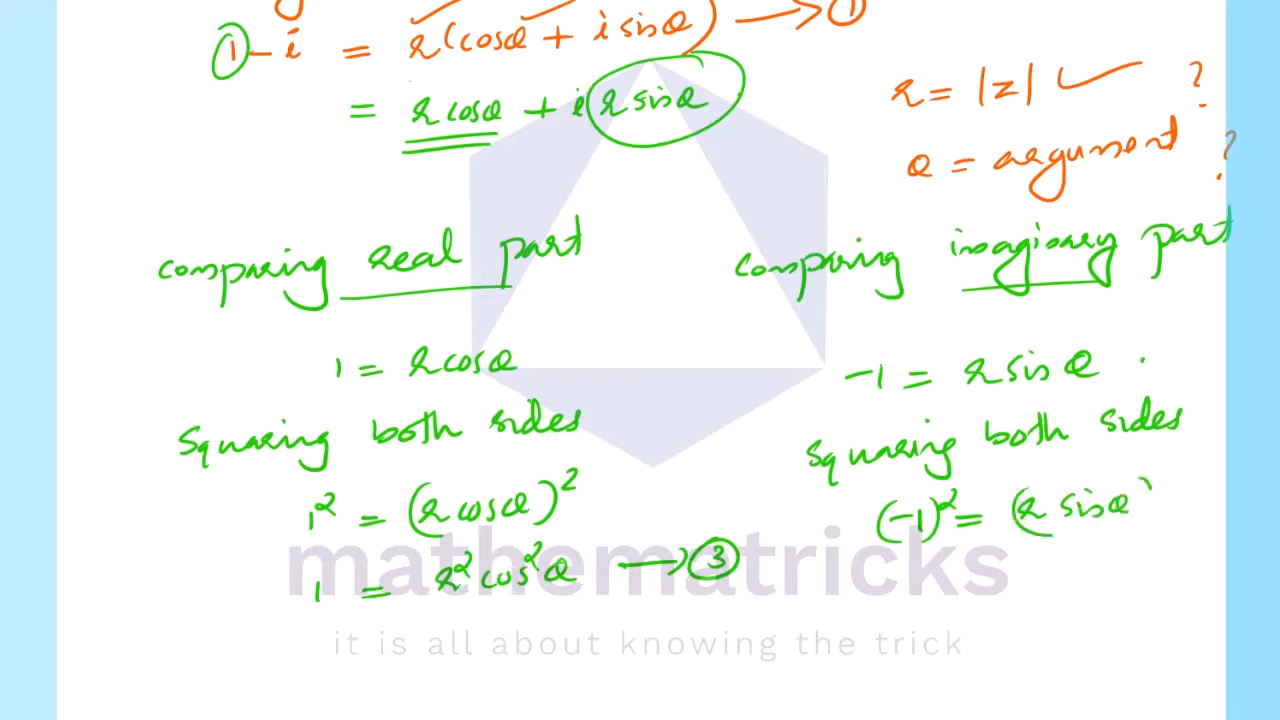 1 - i = r(cosθ + i sinθ) → ①
= r cosθ + i r sinθ
r = |z| ✓ ?
θ = argument ?
comparing real part
comparing imaginary part
1 = r cosθ
-1 = r sinθ
Squaring both sides
Squaring both sides
1² = (r cosθ)²
(-1)² = (r sinθ)
1 = r² cos²θ → ③
mathematricks
it is all about knowing the trick